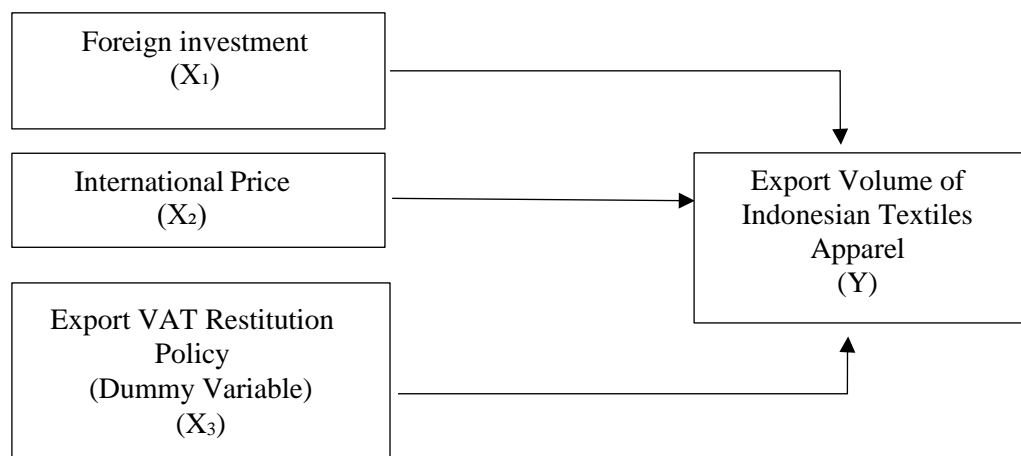 Foreign investment
(X₁)
International Price
(X₂)
Export VAT Restitution
Policy
(Dummy Variable)
(X₃)
Export Volume of
Indonesian Textiles
Apparel
(Y)